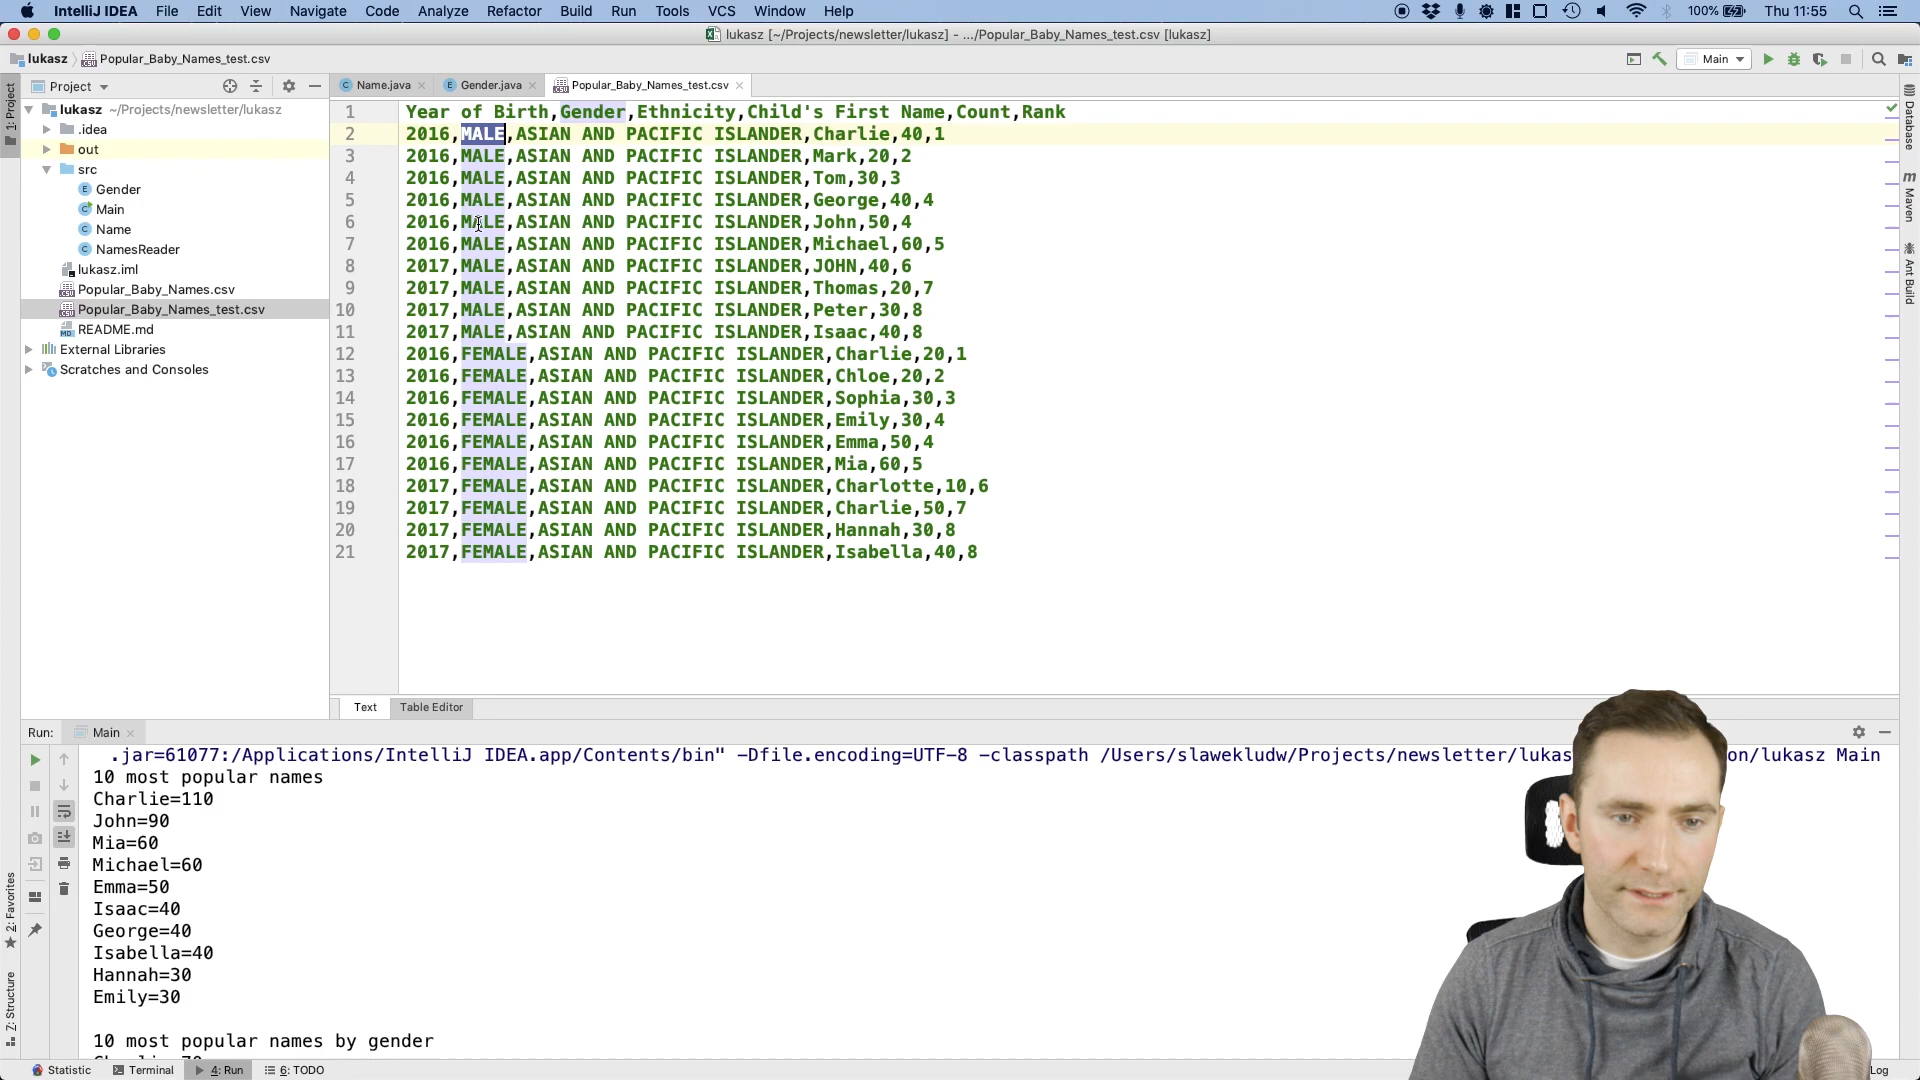 IntelliJ IDEA File Edit View Navigate Code Analyze Refactor Build Run Tools VCS Window Help 100% Thu 11:55
lukasz [~/Projects/newsletter/lukasz] - .../Popular_Baby_Names_test.csv [lukasz]
lukasz Popular_Baby_Names_test.csv Main
Project Name.java Gender.java Popular_Baby_Names_test.csv
lukasz ~/Projects/newsletter/lukasz
.idea
out
src
Gender
Main
Name
NamesReader
lukasz.iml
Popular_Baby_Names.csv
Popular_Baby_Names_test.csv
README.md
External Libraries
Scratches and Consoles
1: Project
2: Favorites
Z: Structure
1 Year of Birth,Gender,Ethnicity,Child's First Name,Count,Rank
2 2016,MALE,ASIAN AND PACIFIC ISLANDER,Charlie,40,1
3 2016,MALE,ASIAN AND PACIFIC ISLANDER,Mark,20,2
4 2016,MALE,ASIAN AND PACIFIC ISLANDER,Tom,30,3
5 2016,MALE,ASIAN AND PACIFIC ISLANDER,George,40,4
6 2016,MALE,ASIAN AND PACIFIC ISLANDER,John,50,4
7 2016,MALE,ASIAN AND PACIFIC ISLANDER,Michael,60,5
8 2017,MALE,ASIAN AND PACIFIC ISLANDER,JOHN,40,6
9 2017,MALE,ASIAN AND PACIFIC ISLANDER,Thomas,20,7
10 2017,MALE,ASIAN AND PACIFIC ISLANDER,Peter,30,8
11 2017,MALE,ASIAN AND PACIFIC ISLANDER,Isaac,40,8
12 2016,FEMALE,ASIAN AND PACIFIC ISLANDER,Charlie,20,1
13 2016,FEMALE,ASIAN AND PACIFIC ISLANDER,Chloe,20,2
14 2016,FEMALE,ASIAN AND PACIFIC ISLANDER,Sophia,30,3
15 2016,FEMALE,ASIAN AND PACIFIC ISLANDER,Emily,30,4
16 2016,FEMALE,ASIAN AND PACIFIC ISLANDER,Emma,50,4
17 2016,FEMALE,ASIAN AND PACIFIC ISLANDER,Mia,60,5
18 2017,FEMALE,ASIAN AND PACIFIC ISLANDER,Charlotte,10,6
19 2017,FEMALE,ASIAN AND PACIFIC ISLANDER,Charlie,50,7
20 2017,FEMALE,ASIAN AND PACIFIC ISLANDER,Hannah,30,8
21 2017,FEMALE,ASIAN AND PACIFIC ISLANDER,Isabella,40,8
Database
m Maven
Ant Build
Text Table Editor
Run: Main
.jar=61077:/Applications/IntelliJ IDEA.app/Contents/bin" -Dfile.encoding=UTF-8 -classpath /Users/slawekludw/Projects/newsletter/lukas on/lukasz Main
10 most popular names
Charlie=110
John=90
Mia=60
Michael=60
Emma=50
Isaac=40
George=40
Isabella=40
Hannah=30
Emily=30
10 most popular names by gender
Statistic Terminal 4: Run 6: TODO Log